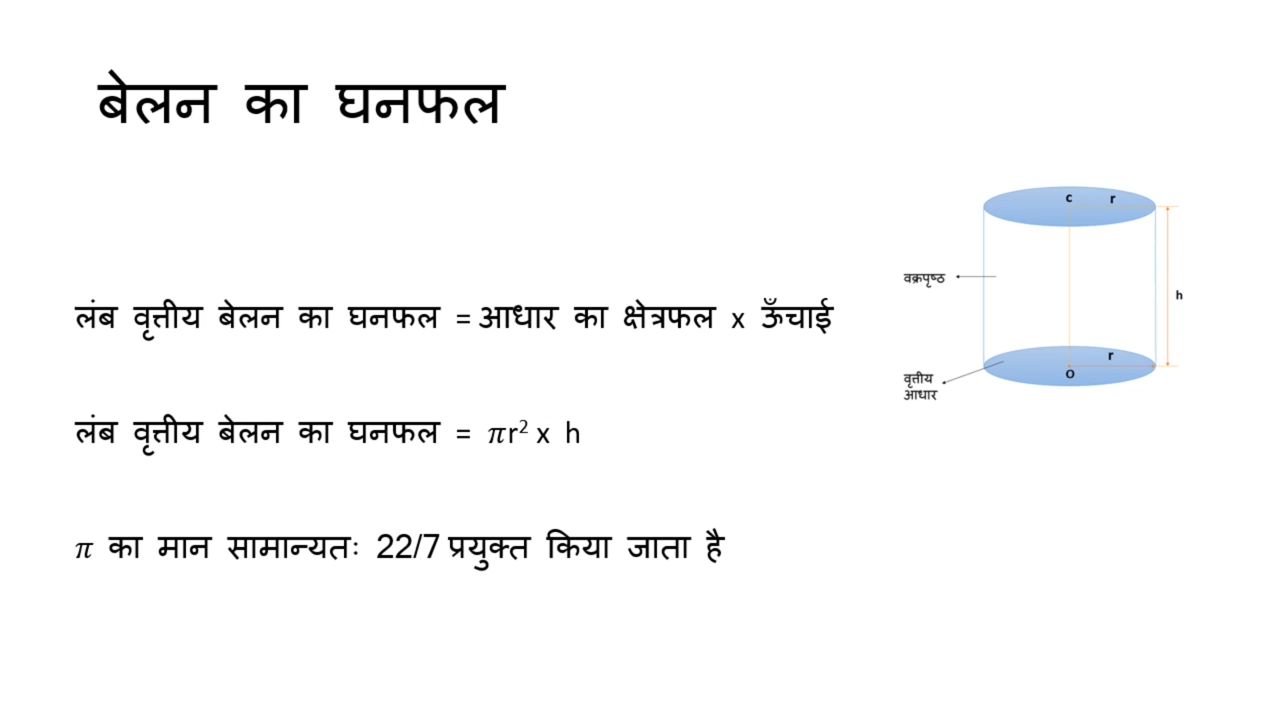 बेलन का घनफल
लंब वृत्तीय बेलन का घनफल = आधार का क्षेत्रफल x ऊँचाई
लंब वृत्तीय बेलन का घनफल = 𝜋r² x h
𝜋 का मान सामान्यतः 22/7 प्रयुक्त किया जाता है
c r
वक्रपृष्ठ
h
r
O
वृत्तीय
आधार